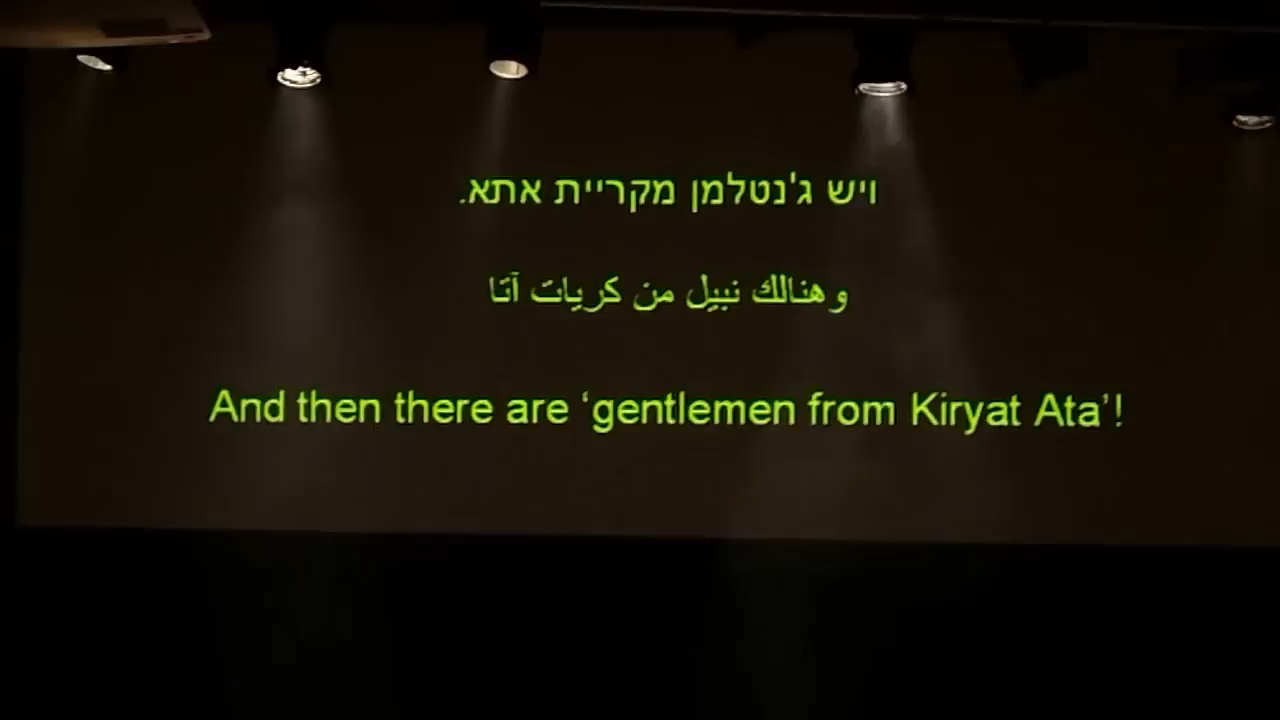 ויש ג'נטלמן מקריית אתא.
وهنالك نبيل من كريات آتا
And then there are ‘gentlemen from Kiryat Ata’!